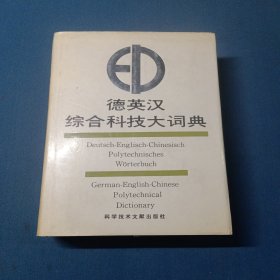 德英汉
综合科技大词典
Deutsch-Englisch-Chinesisch
Polytechnisches
Wörterbuch
German-English-Chinese
Polytechnical
Dictionary
科学技术文献出版社